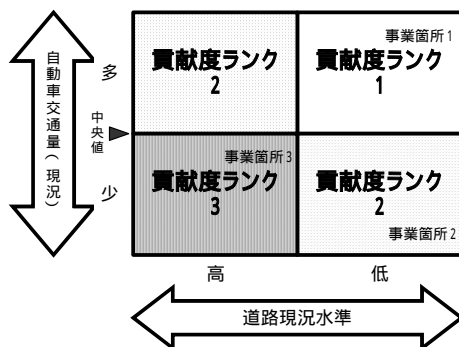 自動車交通量(現況)
多
中央値
少
貢献度ランク
2
事業箇所1
貢献度ランク
1
事業箇所3
貢献度ランク
3
貢献度ランク
2
事業箇所2
高
低
道路現況水準